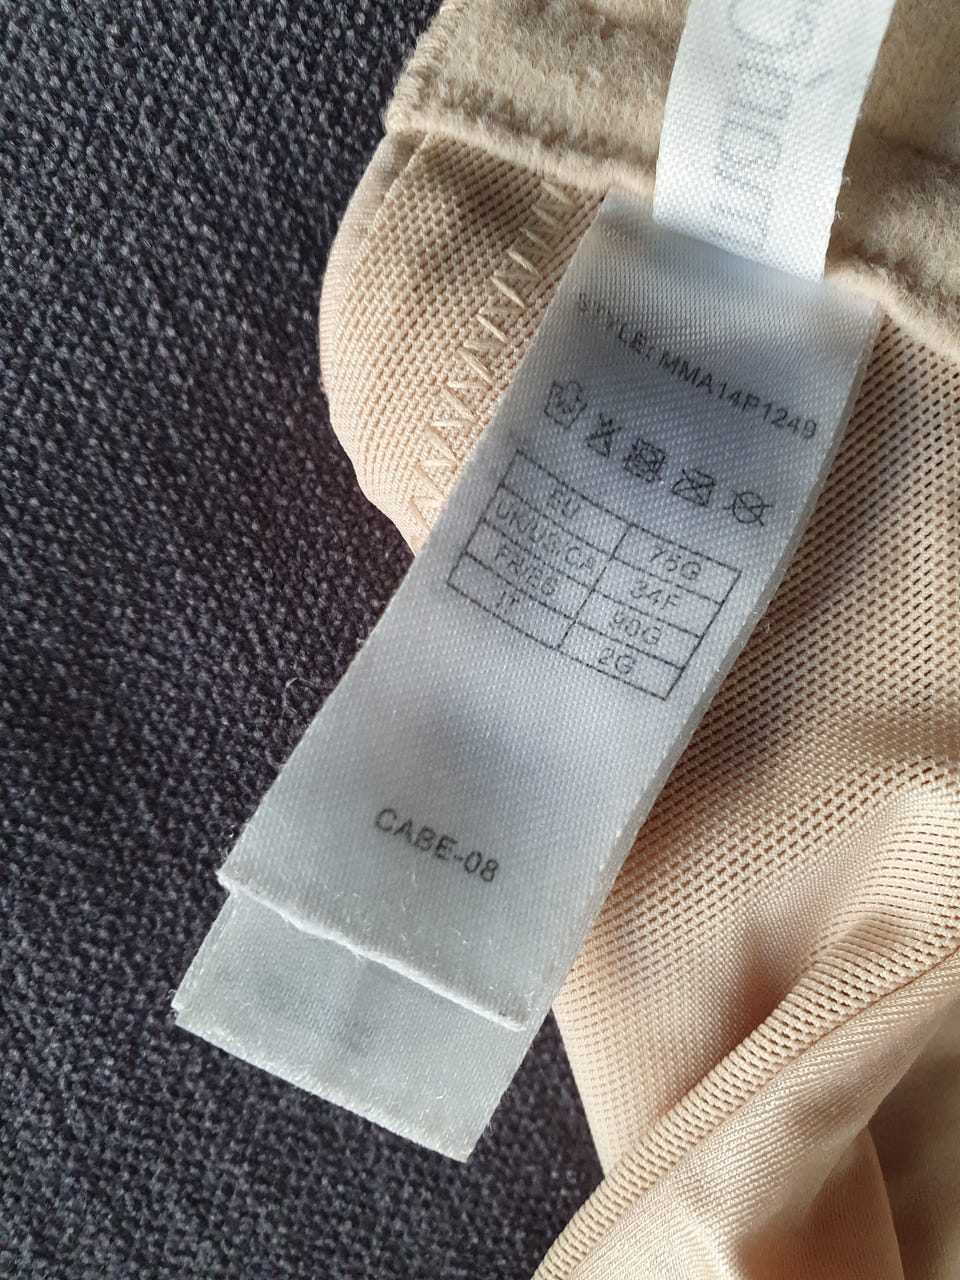 STYLE: MMA14P1249
EU 75G
UK/US/CA 34F
FR/ES 90G
IT 2G
CABE-08